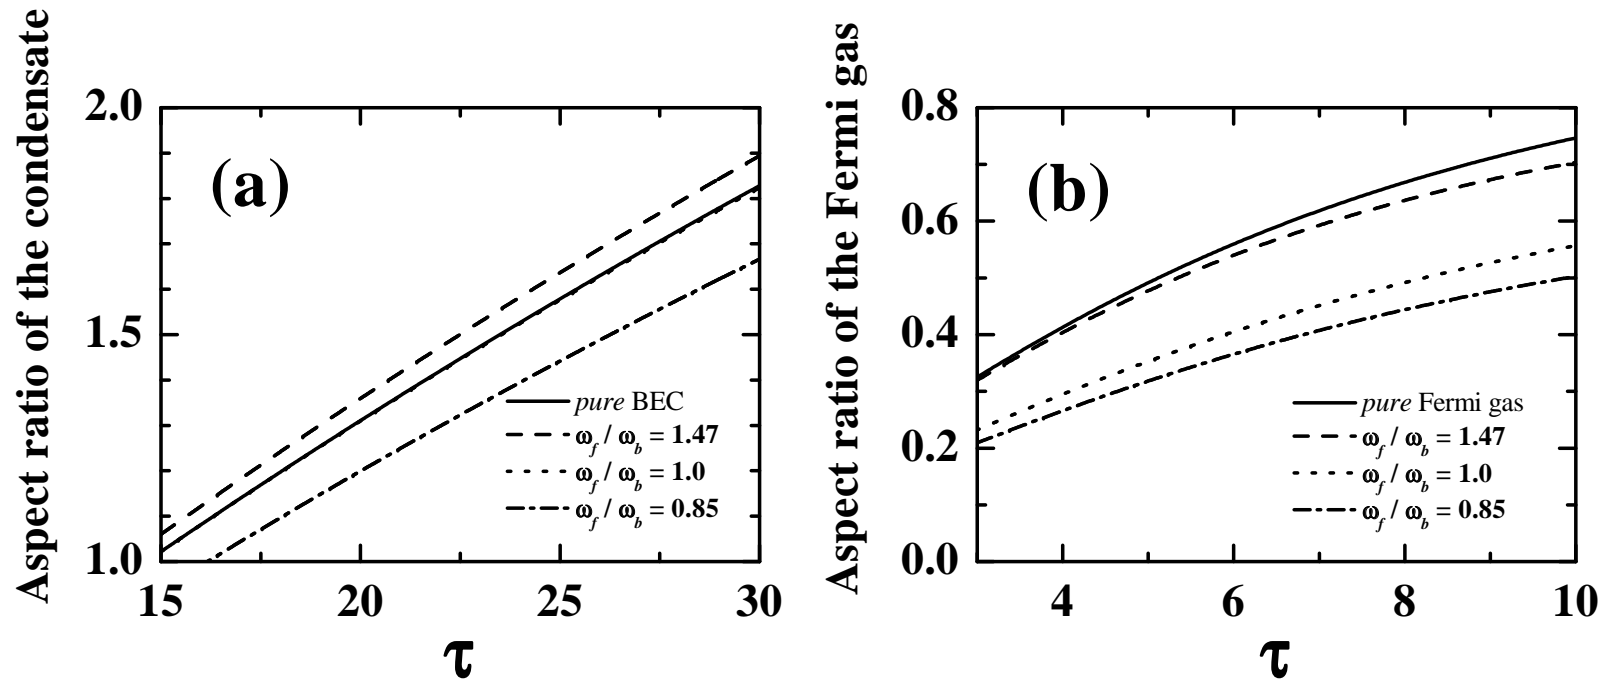 Aspect ratio of the condensate
2.0
1.5
1.0
15
20
25
30
τ
(a)
pure BEC
ω_f / ω_b = 1.47
ω_f / ω_b = 1.0
ω_f / ω_b = 0.85
Aspect ratio of the Fermi gas
0.8
0.6
0.4
0.2
0.0
4
6
8
10
τ
(b)
pure Fermi gas
ω_f / ω_b = 1.47
ω_f / ω_b = 1.0
ω_f / ω_b = 0.85